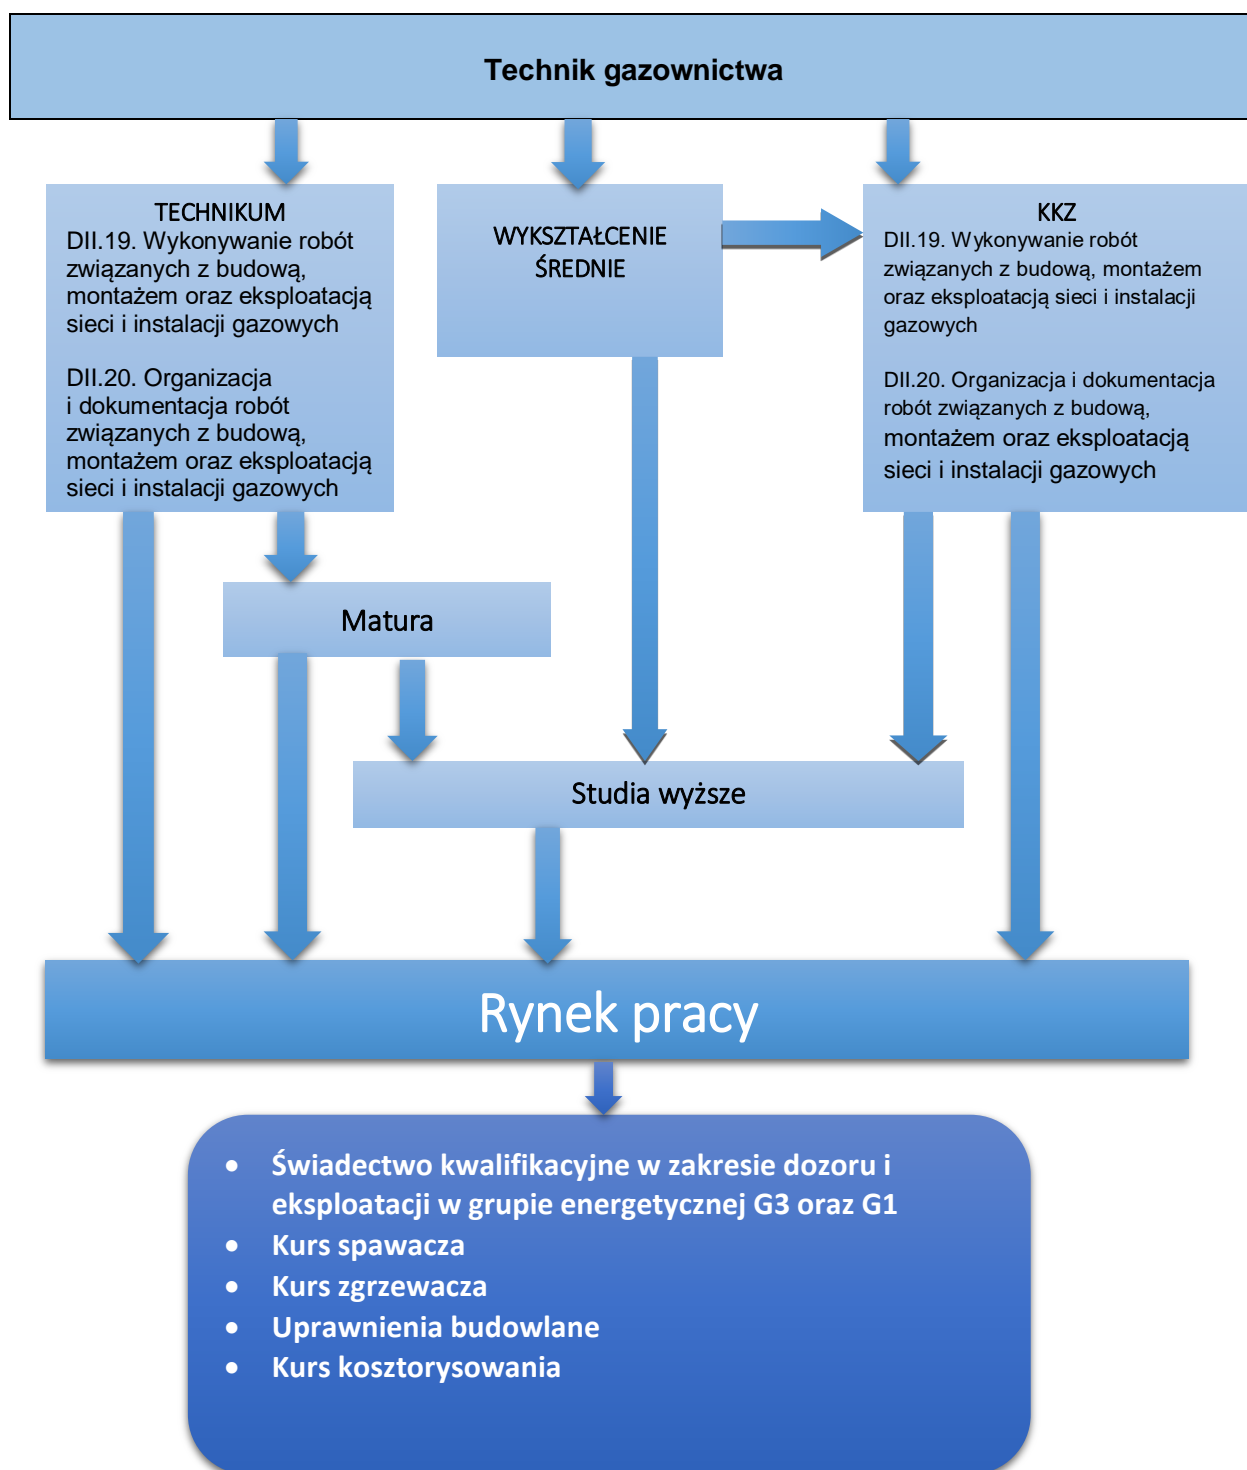 Technik gazownictwa
TECHNIKUM
DII.19. Wykonywanie robót
związanych z budową,
montażem oraz eksploatacją
sieci i instalacji gazowych
DII.20. Organizacja
i dokumentacja robót
związanych z budową,
montażem oraz eksploatacją
sieci i instalacji gazowych
WYKSZTAŁCENIE
ŚREDNIE
KKZ
DII.19. Wykonywanie robót
związanych z budową, montażem
oraz eksploatacją sieci i instalacji
gazowych
DII.20. Organizacja i dokumentacja
robót związanych z budową,
montażem oraz eksploatacją
sieci i instalacji gazowych
Matura
Studia wyższe
Rynek pracy
• Świadectwo kwalifikacyjne w zakresie dozoru i
eksploatacji w grupie energetycznej G3 oraz G1
• Kurs spawacza
• Kurs zgrzewacza
• Uprawnienia budowlane
• Kurs kosztorysowania